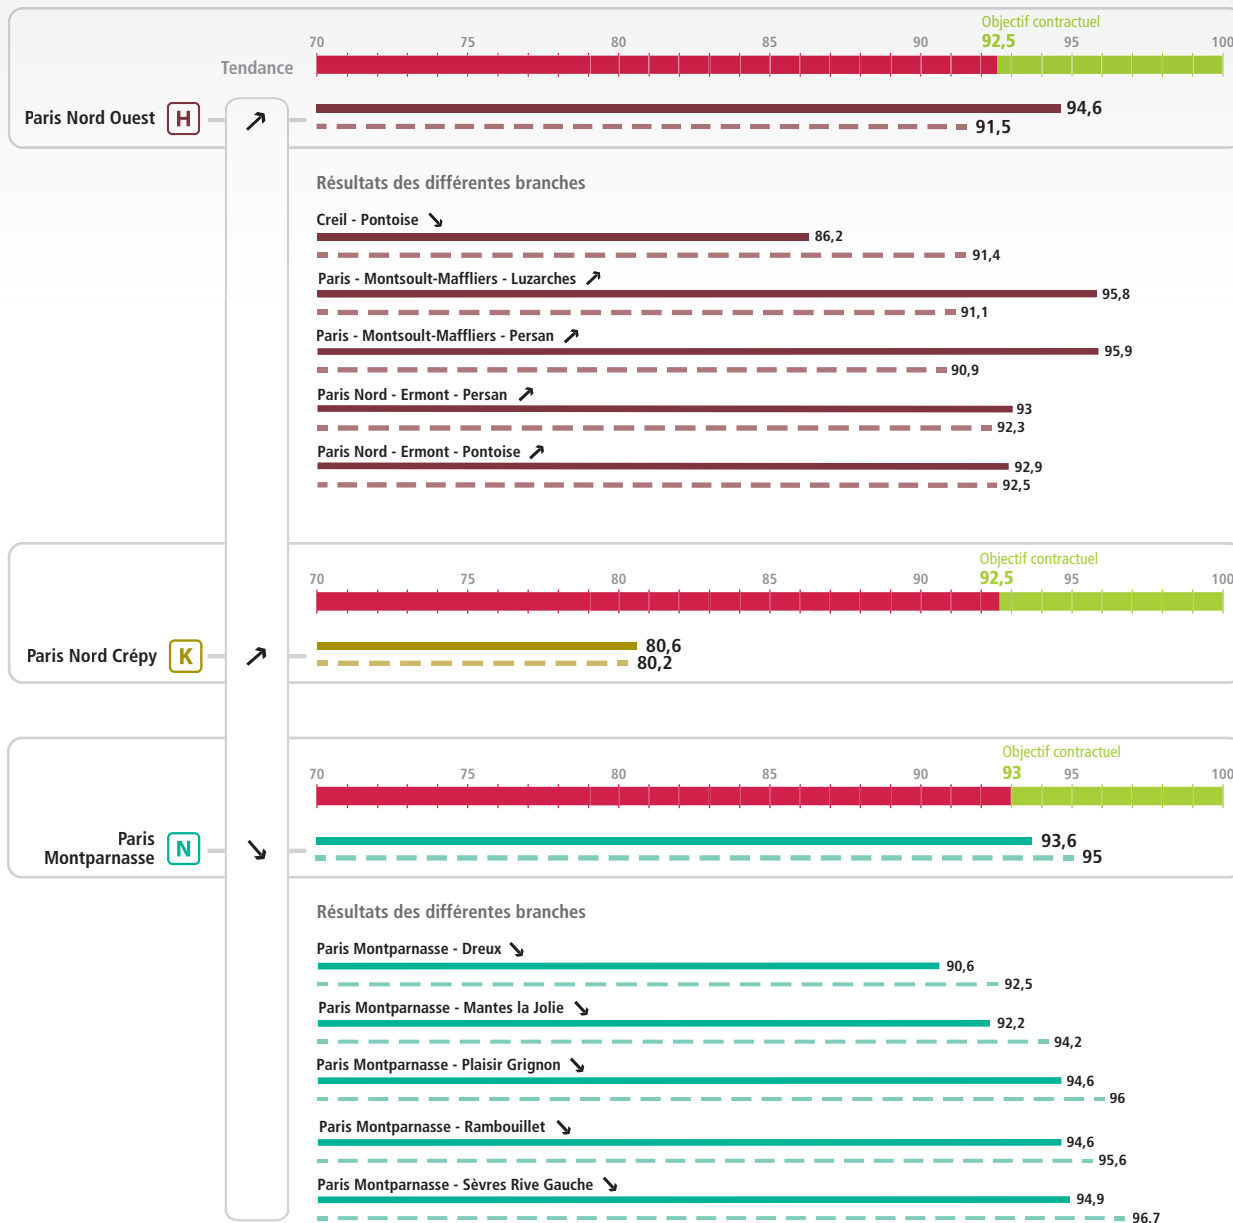 Objectif contractuel
70 75 80 85 90 92,5 95 100
Tendance
Paris Nord Ouest H
94,6
91,5
Résultats des différentes branches
Creil - Pontoise
86,2
91,4
Paris - Montsoult-Maffliers - Luzarches
95,8
91,1
Paris - Montsoult-Maffliers - Persan
95,9
90,9
Paris Nord - Ermont - Persan
93
92,3
Paris Nord - Ermont - Pontoise
92,9
92,5
Objectif contractuel
70 75 80 85 90 92,5 95 100
Paris Nord Crépy K
80,6
80,2
Objectif contractuel
70 75 80 85 90 93 95 100
Paris
Montparnasse N
93,6
95
Résultats des différentes branches
Paris Montparnasse - Dreux
90,6
92,5
Paris Montparnasse - Mantes la Jolie
92,2
94,2
Paris Montparnasse - Plaisir Grignon
94,6
96
Paris Montparnasse - Rambouillet
94,6
95,6
Paris Montparnasse - Sèvres Rive Gauche
94,9
96,7